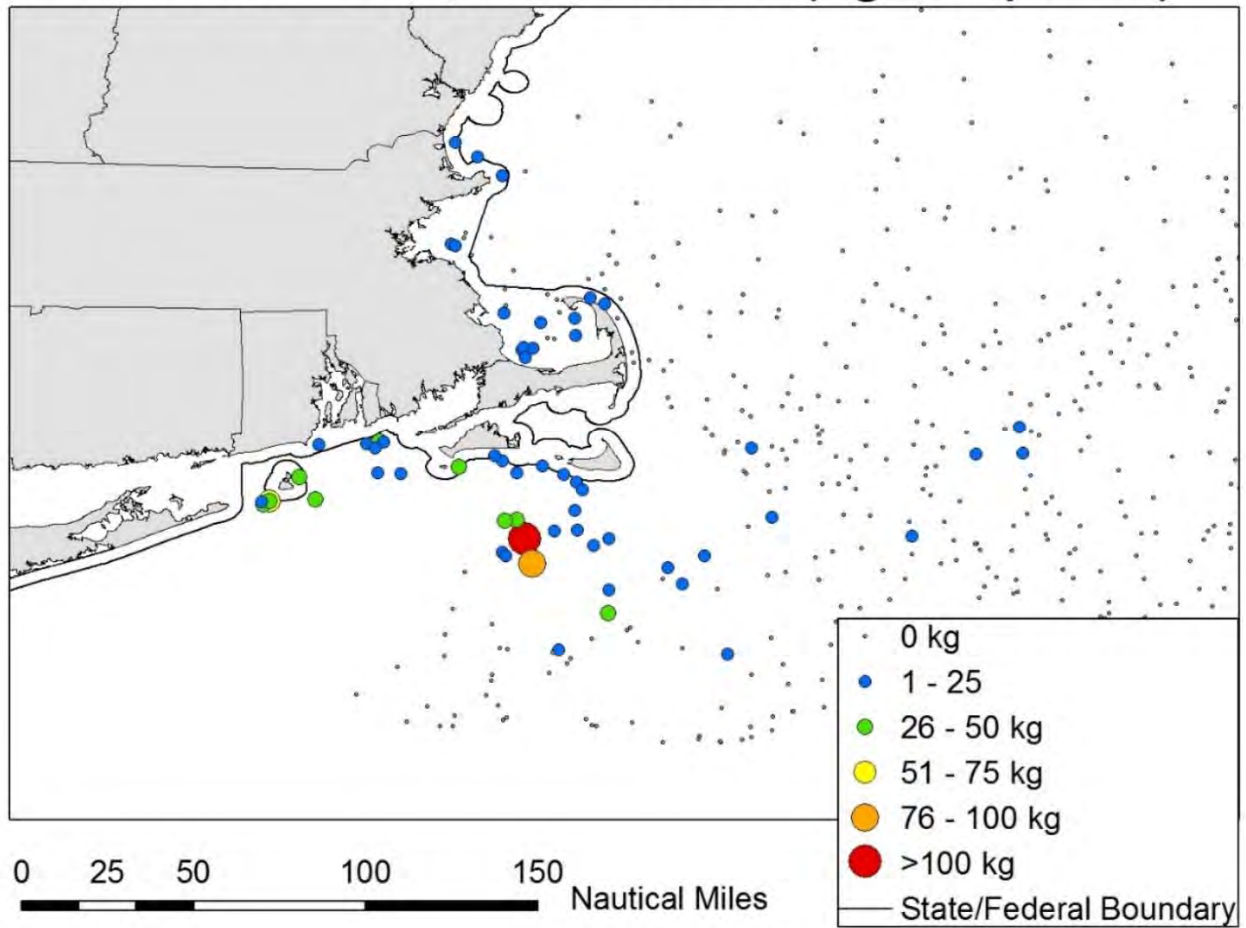 0 kg
1 - 25
26 - 50 kg
51 - 75 kg
76 - 100 kg
>100 kg
State/Federal Boundary
0 25 50 100 150
Nautical Miles